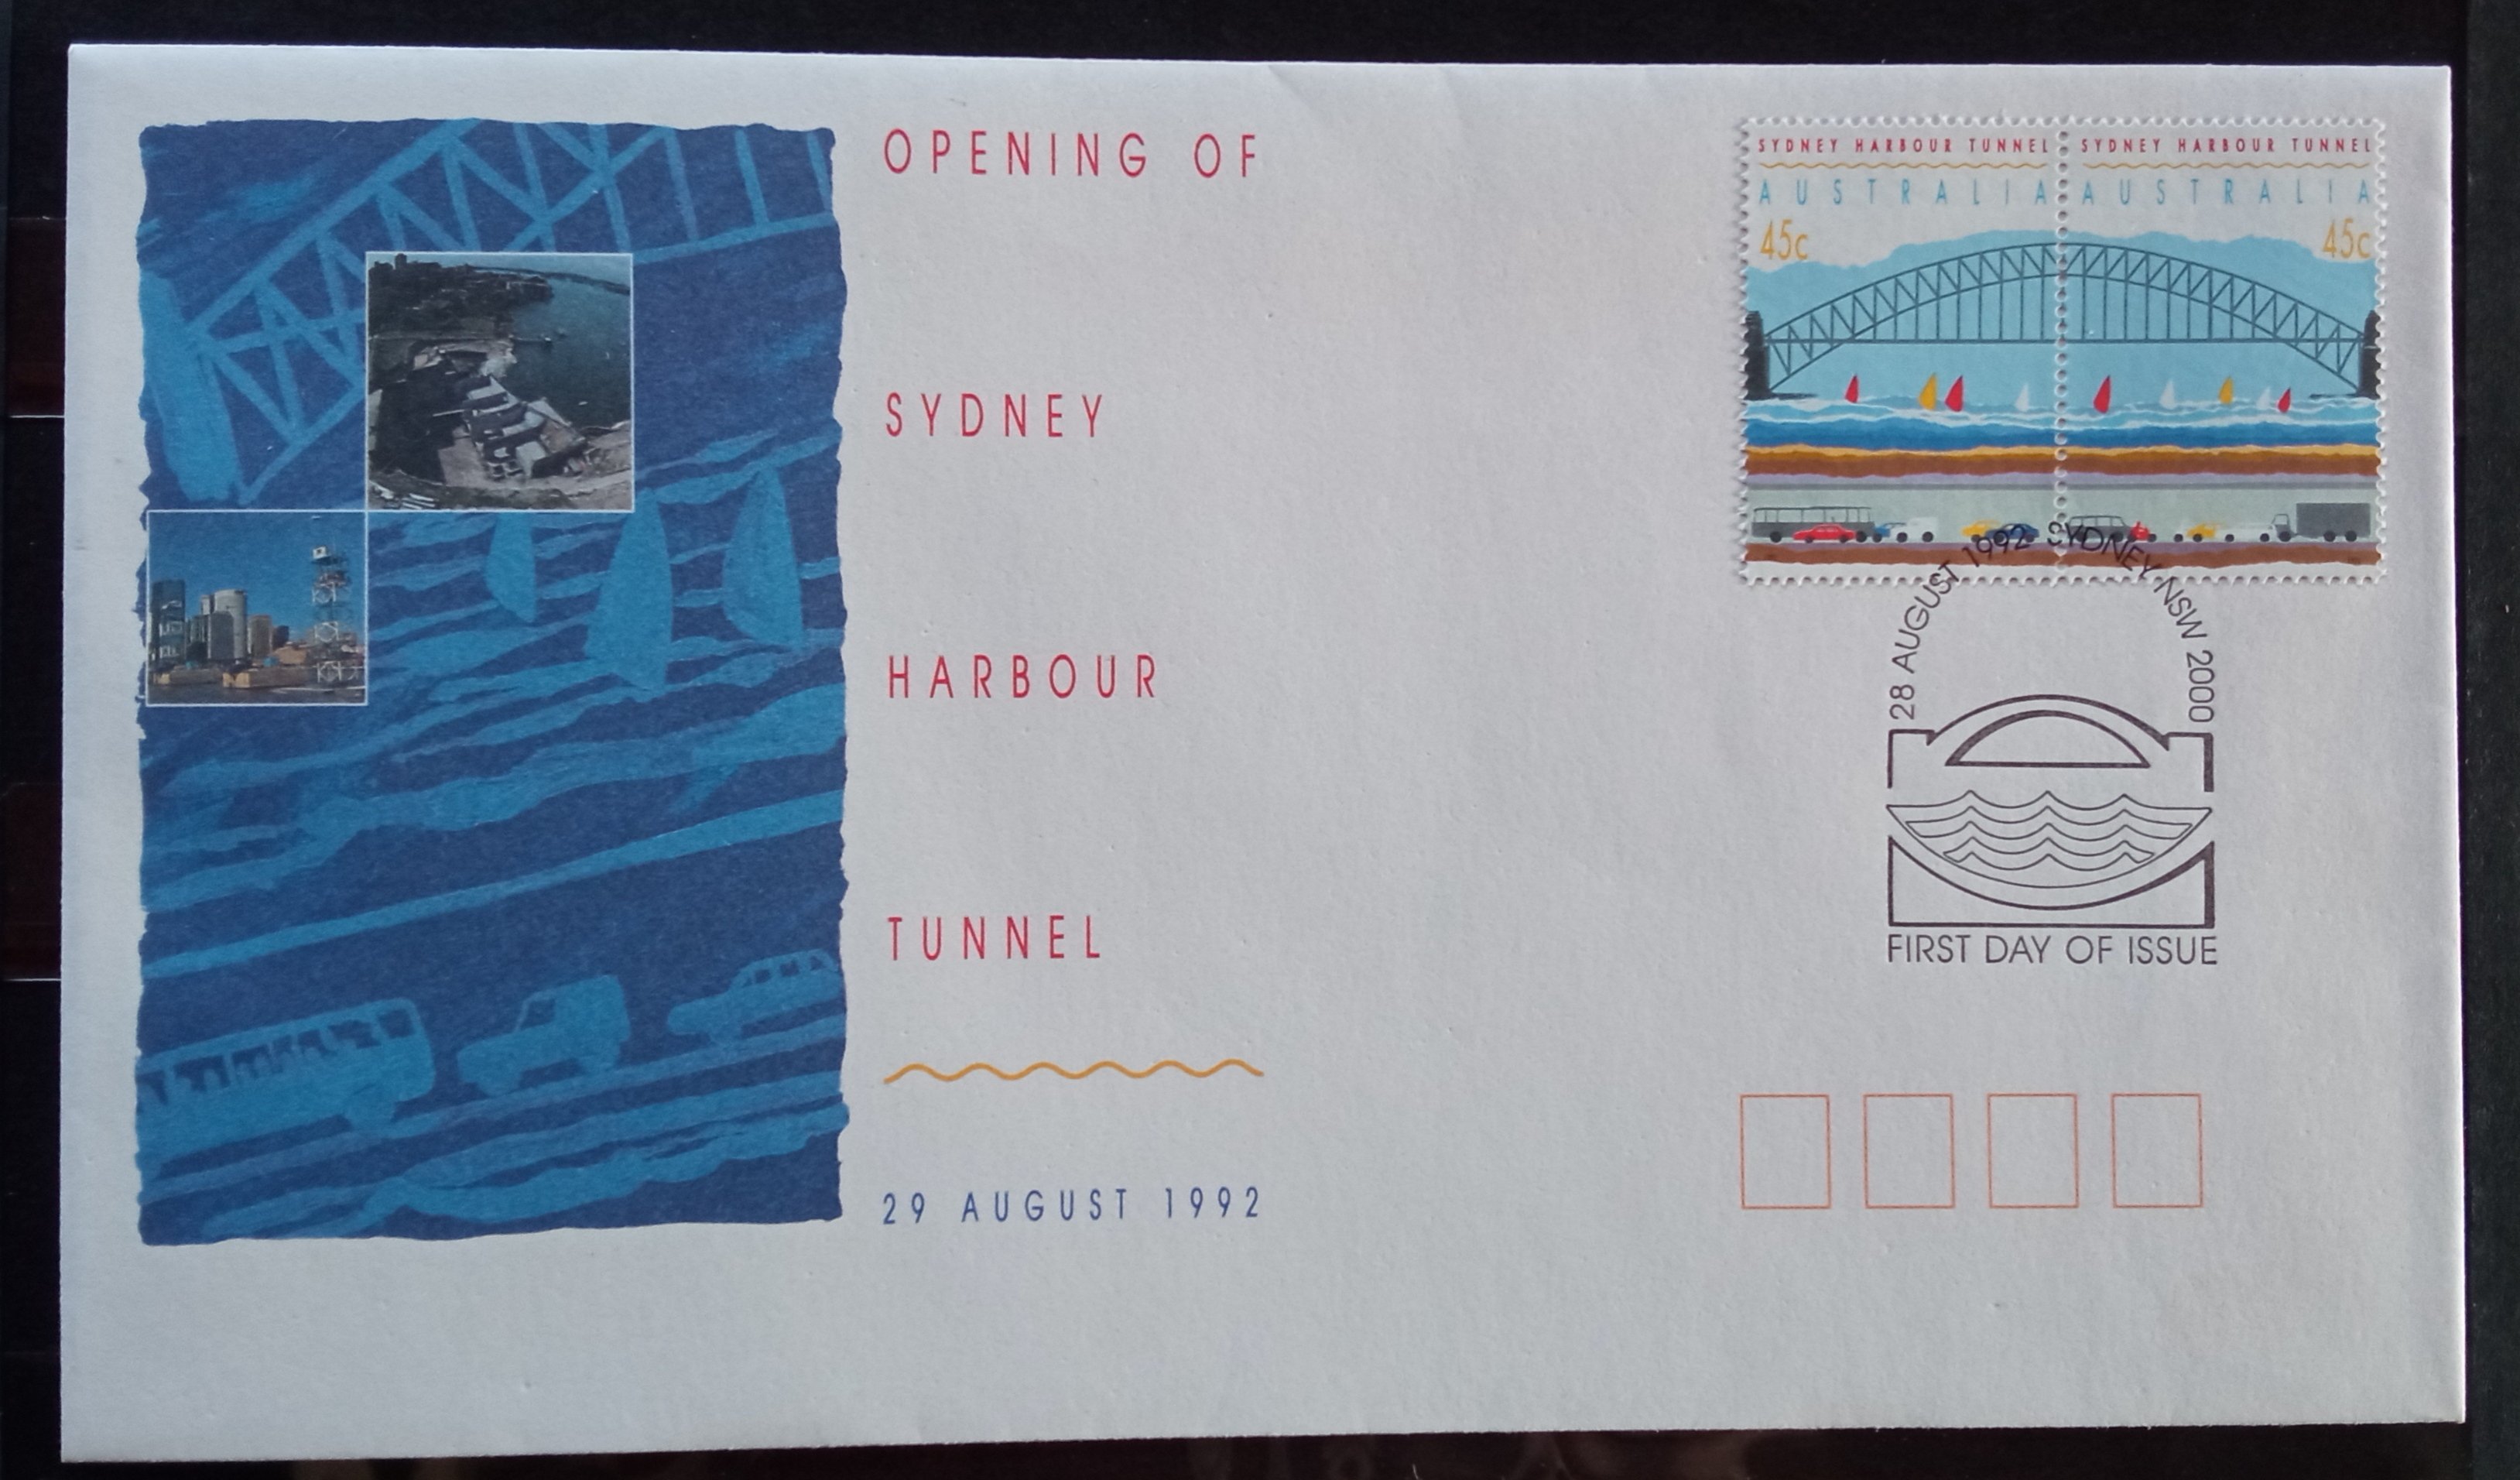 OPENING OF
SYDNEY
HARBOUR
TUNNEL
29 AUGUST 1992
SYDNEY HARBOUR TUNNEL
AUSTRALIA
45c
SYDNEY HARBOUR TUNNEL
AUSTRALIA
45c
28 AUGUST 1992 SYDNEY NSW 2000
FIRST DAY OF ISSUE